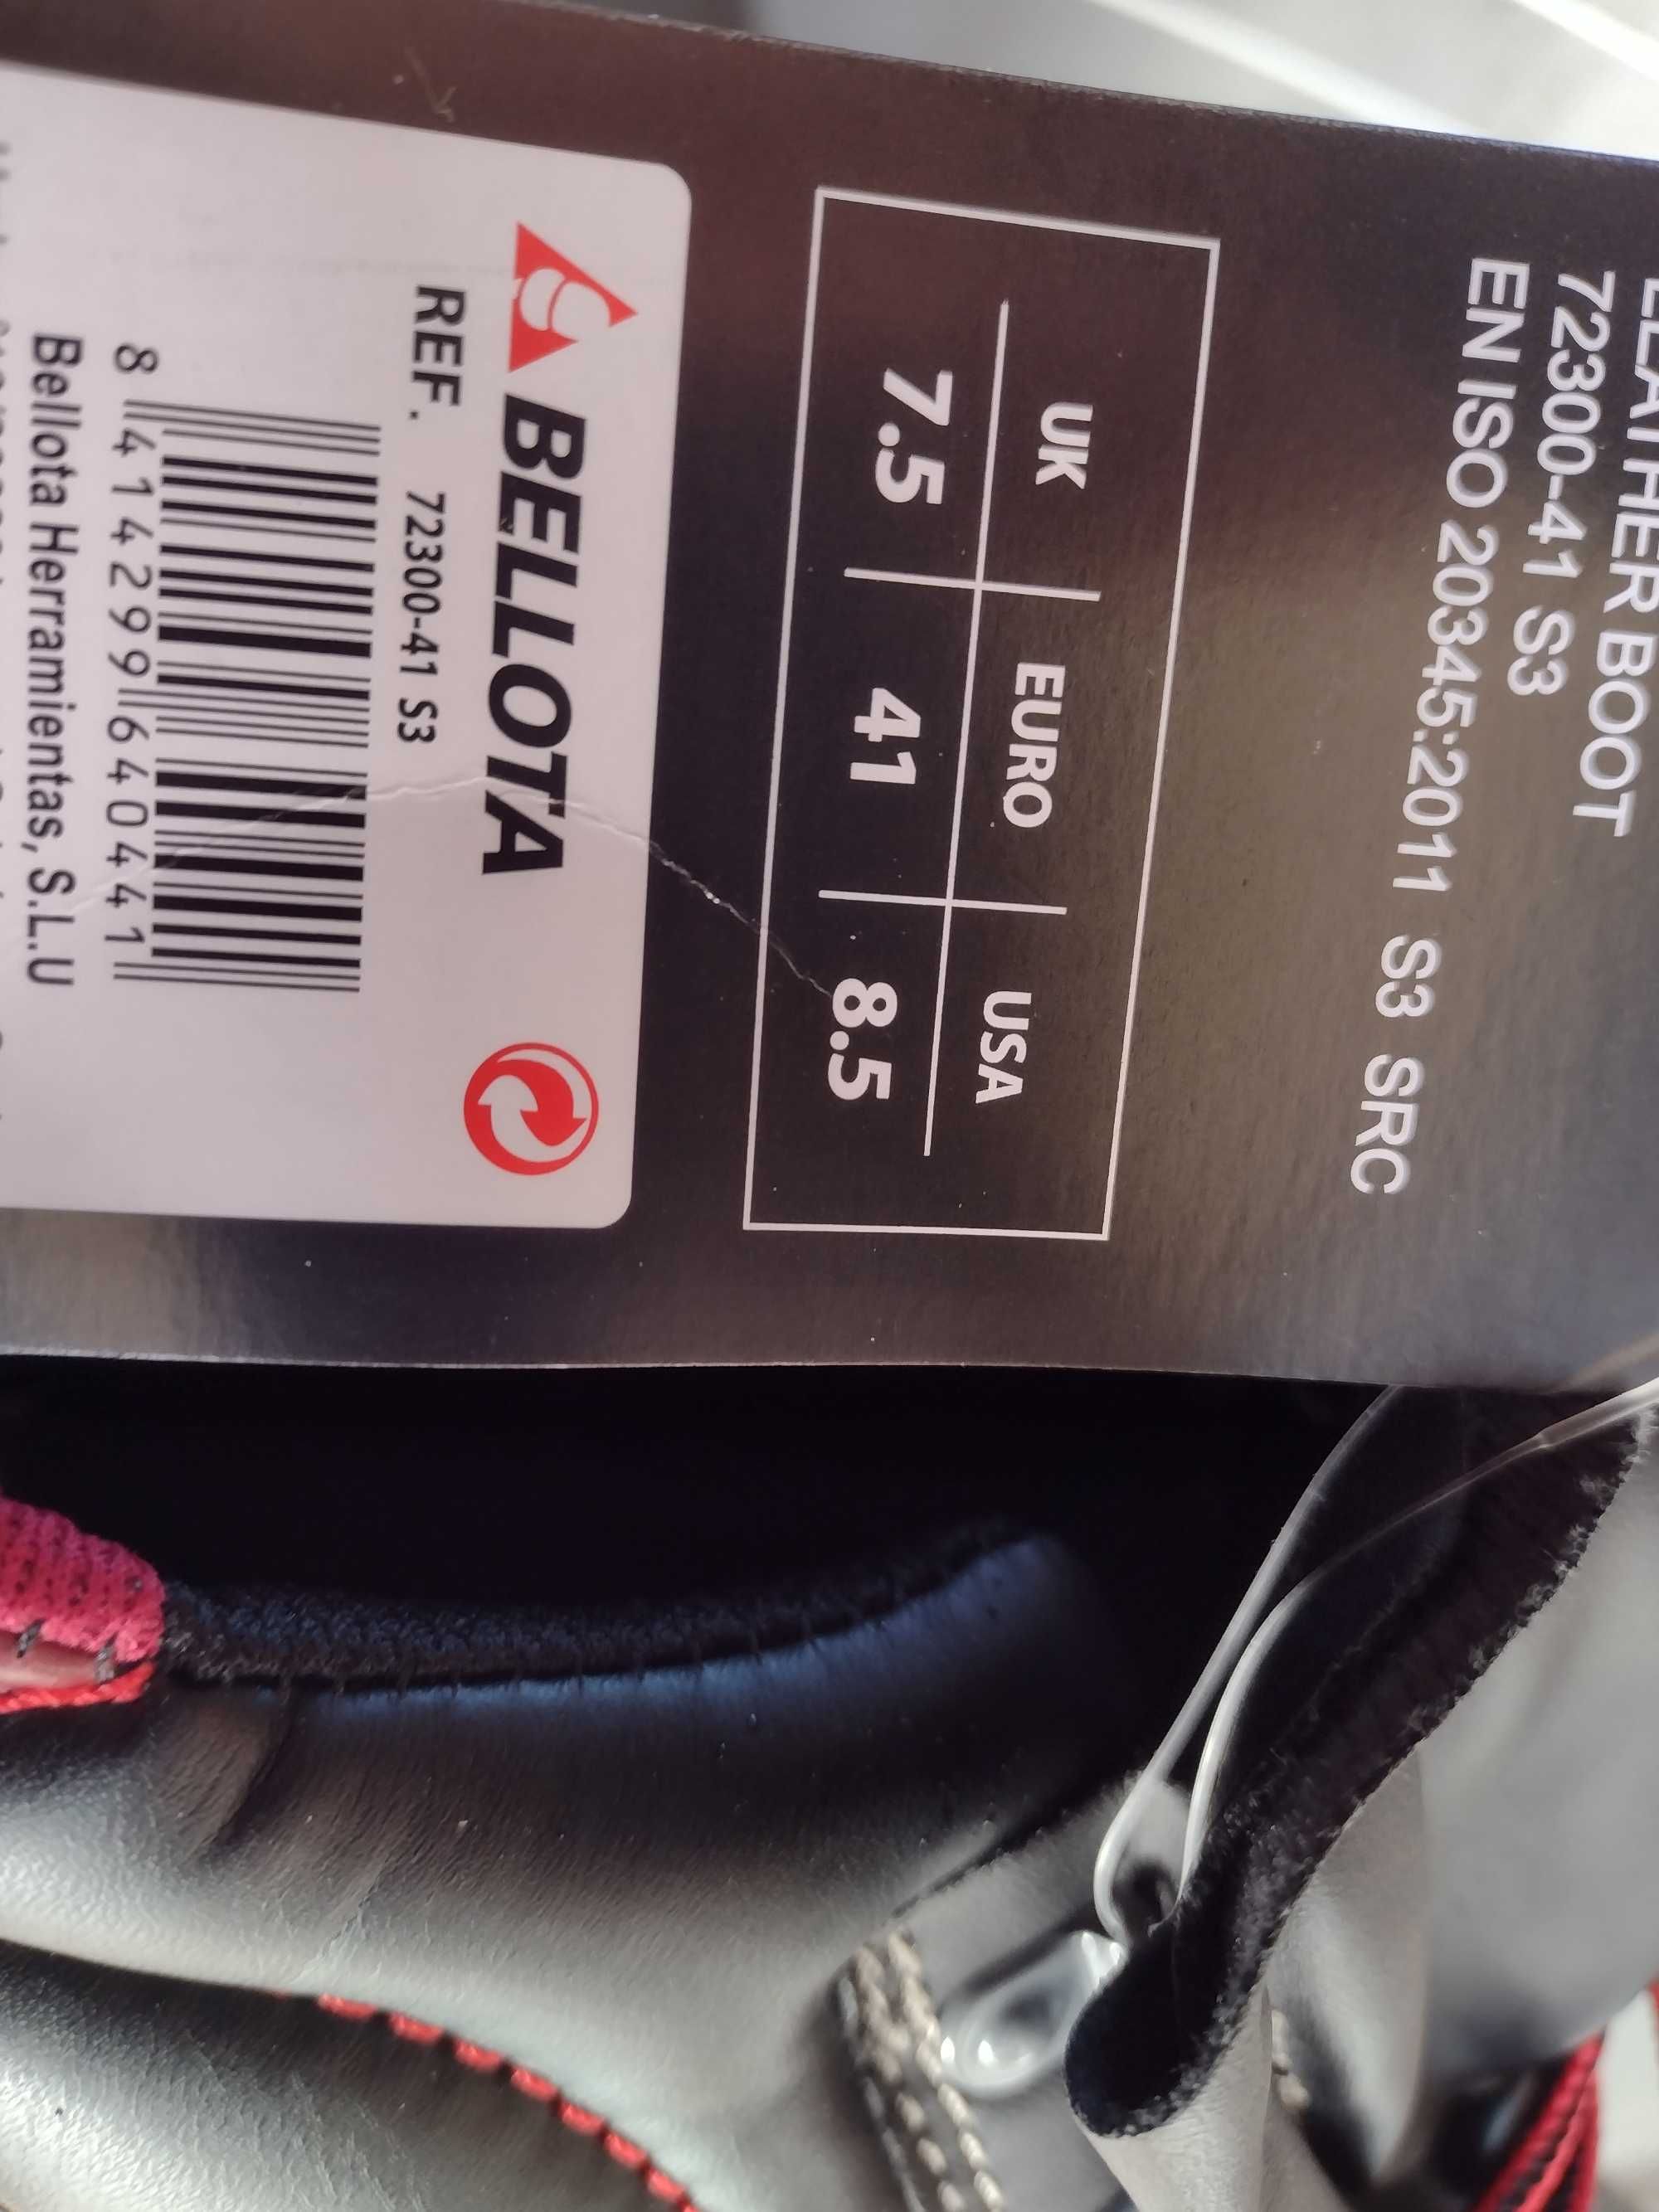 LEATHER BOOT
72300-41 S3
EN ISO 20345:2011 S3 SRC
UK EURO USA
7.5 41 8.5
BELLOTA
REF. 72300-41 S3
8 414299 640441
Bellota Herramientas, S.L.U